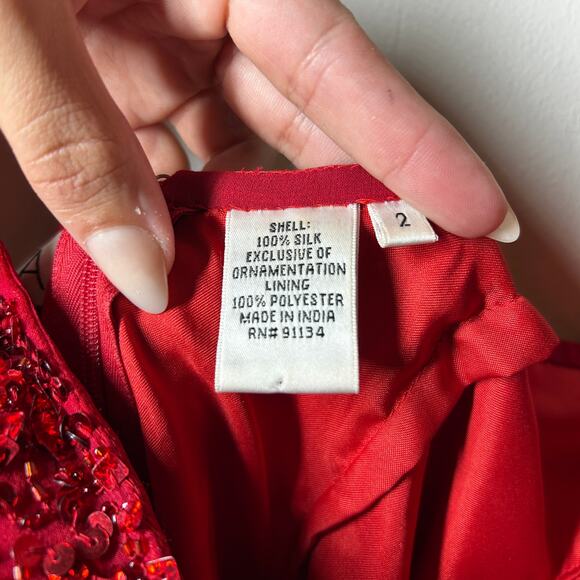 SHELL:
100% SILK
EXCLUSIVE OF
ORNAMENTATION
LINING
100% POLYESTER
MADE IN INDIA
RN# 91134
2